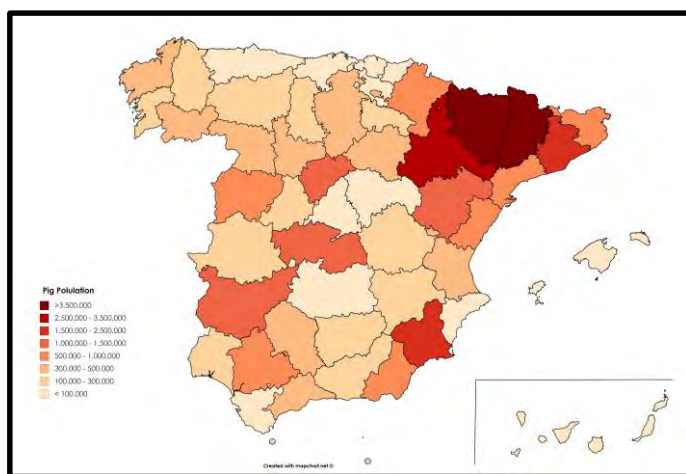 Pig Polulation
>3.500.000
2.500.000 - 3.500.000
1.500.000 - 2.500.000
1.000.000 - 1.500.000
500.000 - 1.000.000
300.000 - 500.000
100.000 - 300.000
< 100.000
Created with mapchart.net ©